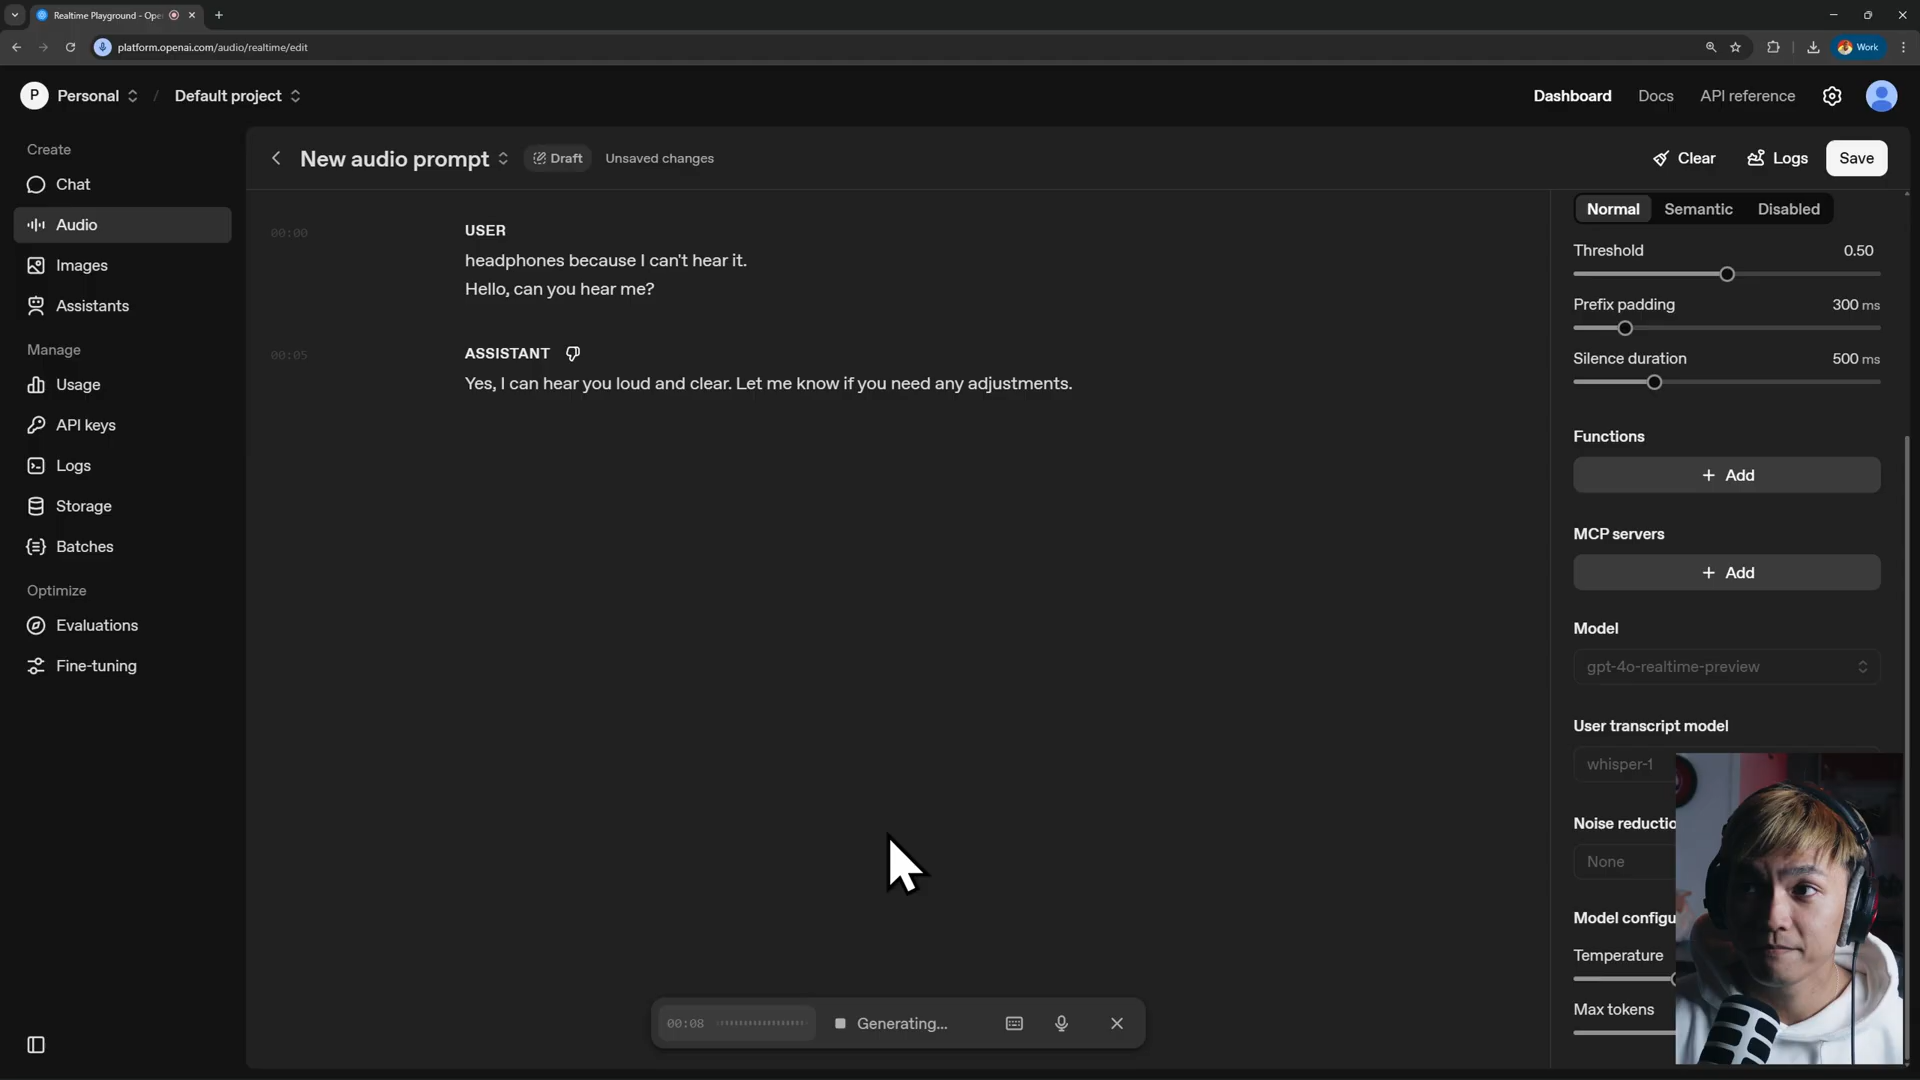 Realtime Playground - Ope
platform.openai.com/audio/realtime/edit
Work
P Personal / Default project
Dashboard Docs API reference
Create
Chat
Audio
Images
Assistants
Manage
Usage
API keys
Logs
Storage
Batches
Optimize
Evaluations
Fine-tuning
New audio prompt Draft Unsaved changes
Clear Logs Save
00:00 USER
headphones because I can't hear it.
Hello, can you hear me?
00:05 ASSISTANT
Yes, I can hear you loud and clear. Let me know if you need any adjustments.
00:08 Generating...
Normal Semantic Disabled
Threshold 0.50
Prefix padding 300 ms
Silence duration 500 ms
Functions
+ Add
MCP servers
+ Add
Model
gpt-4o-realtime-preview
User transcript model
whisper-1
Noise reductio
None
Model configu
Temperature
Max tokens